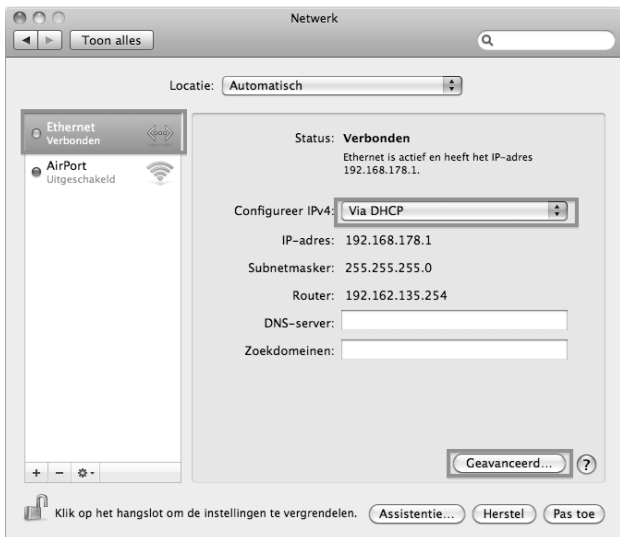 Netwerk
Toon alles
Locatie: Automatisch
Ethernet
Verbonden
AirPort
Uitgeschakeld
Status: Verbonden
Ethernet is actief en heeft het IP-adres
192.168.178.1.
Configureer IPv4: Via DHCP
IP-adres: 192.168.178.1
Subnetmasker: 255.255.255.0
Router: 192.162.135.254
DNS-server:
Zoekdomeinen:
Geavanceerd... ?
+ −
Klik op het hangslot om de instellingen te vergrendelen. Assistentie... Herstel Pas toe